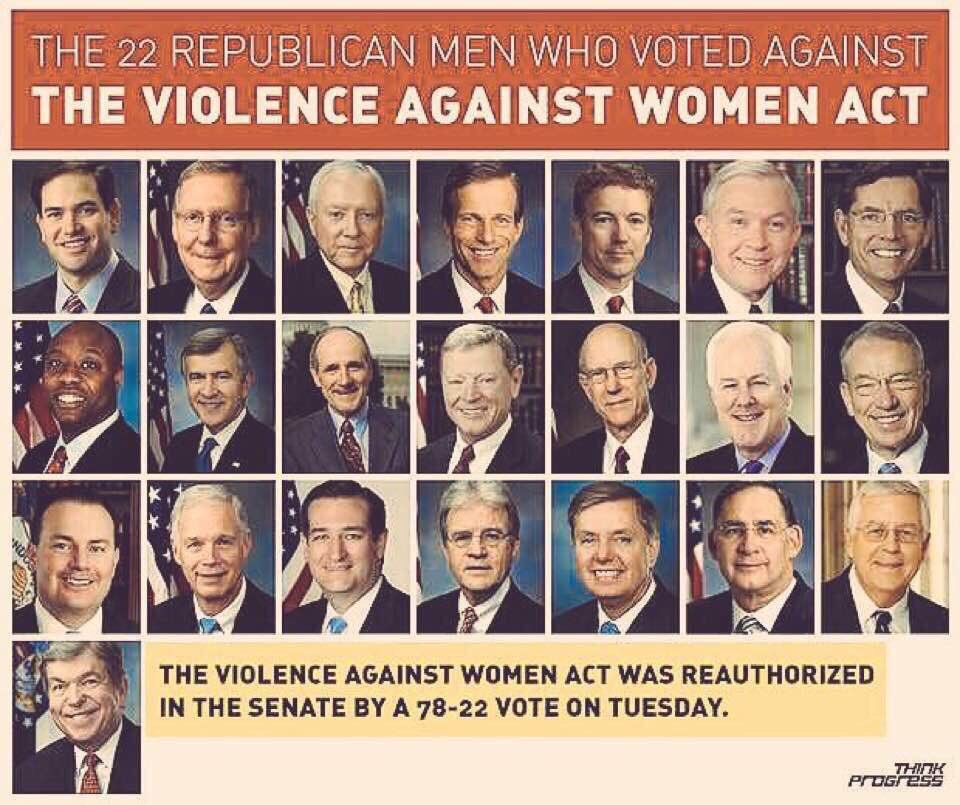 THE 22 REPUBLICAN MEN WHO VOTED AGAINST
THE VIOLENCE AGAINST WOMEN ACT
THE VIOLENCE AGAINST WOMEN ACT WAS REAUTHORIZED
IN THE SENATE BY A 78-22 VOTE ON TUESDAY.
THINK
PROGRESS